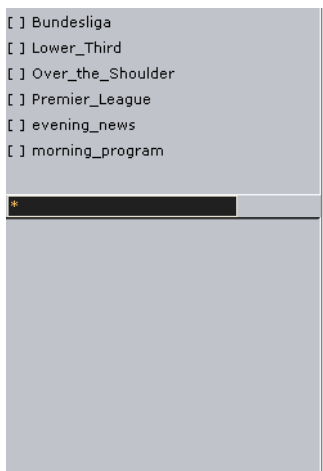 [ ] Bundesliga
[ ] Lower_Third
[ ] Over_the_Shoulder
[ ] Premier_League
[ ] evening_news
[ ] morning_program
*